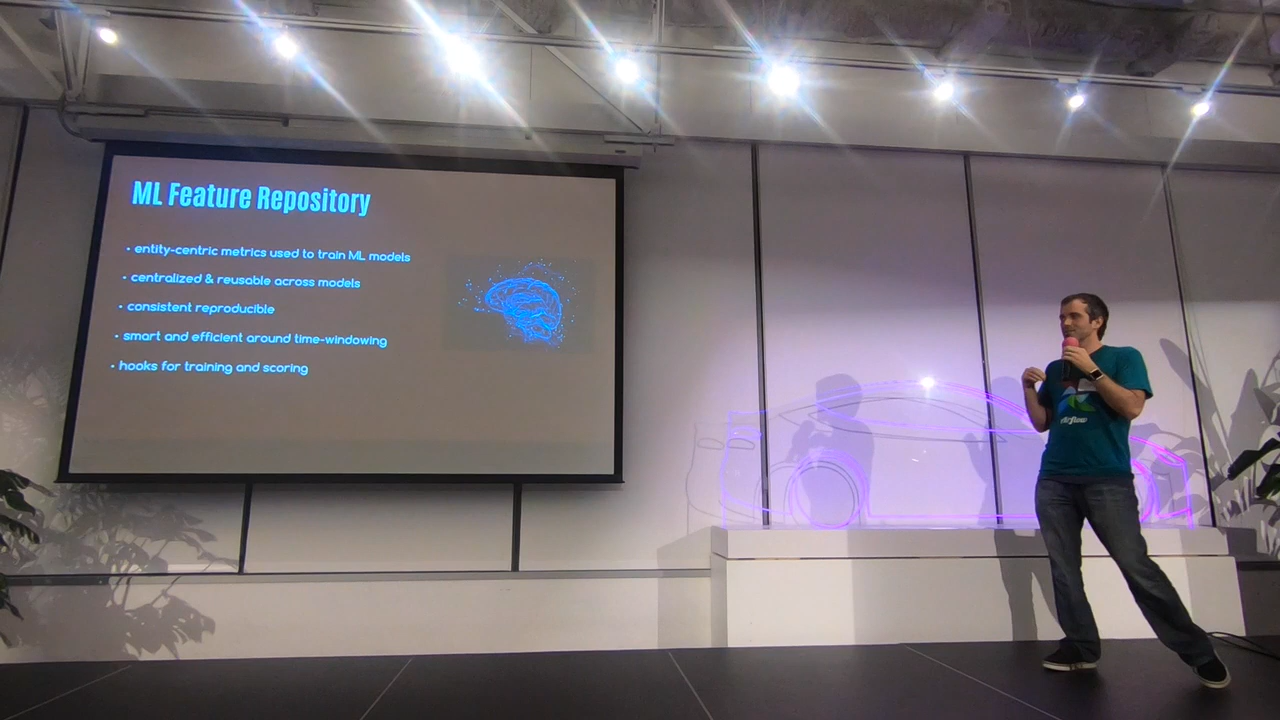 ML Feature Repository
• entity-centric metrics used to train ML models
• centralized & reusable across models
• consistent reproducible
• smart and efficient around time-windowing
• hooks for training and scoring
Airflow